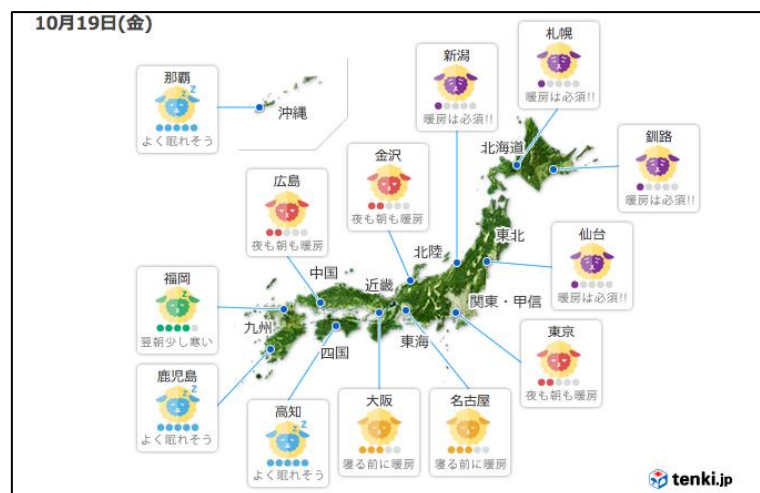 10月19日(金)
那覇
よく眠れそう
沖縄
新潟
暖房は必須!!
札幌
暖房は必須!!
北海道
釧路
暖房は必須!!
金沢
夜も朝も暖房
広島
夜も朝も暖房
北陸
東北
仙台
暖房は必須!!
中国
近畿
関東・甲信
福岡
翌朝少し寒い
九州
四国
東海
東京
夜も朝も暖房
鹿児島
よく眠れそう
高知
よく眠れそう
大阪
寝る前に暖房
名古屋
寝る前に暖房
tenki.jp